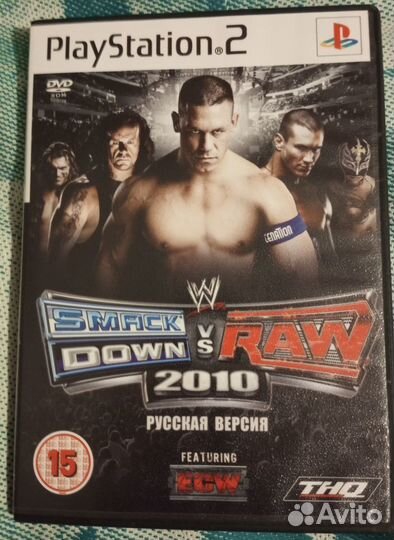 PlayStation®2
DVD
ROM
CENATION
W
SMACK
DOWN
VS
RAW
2010
РУССКАЯ ВЕРСИЯ
FEATURING
ECW
15
THQ
Avito